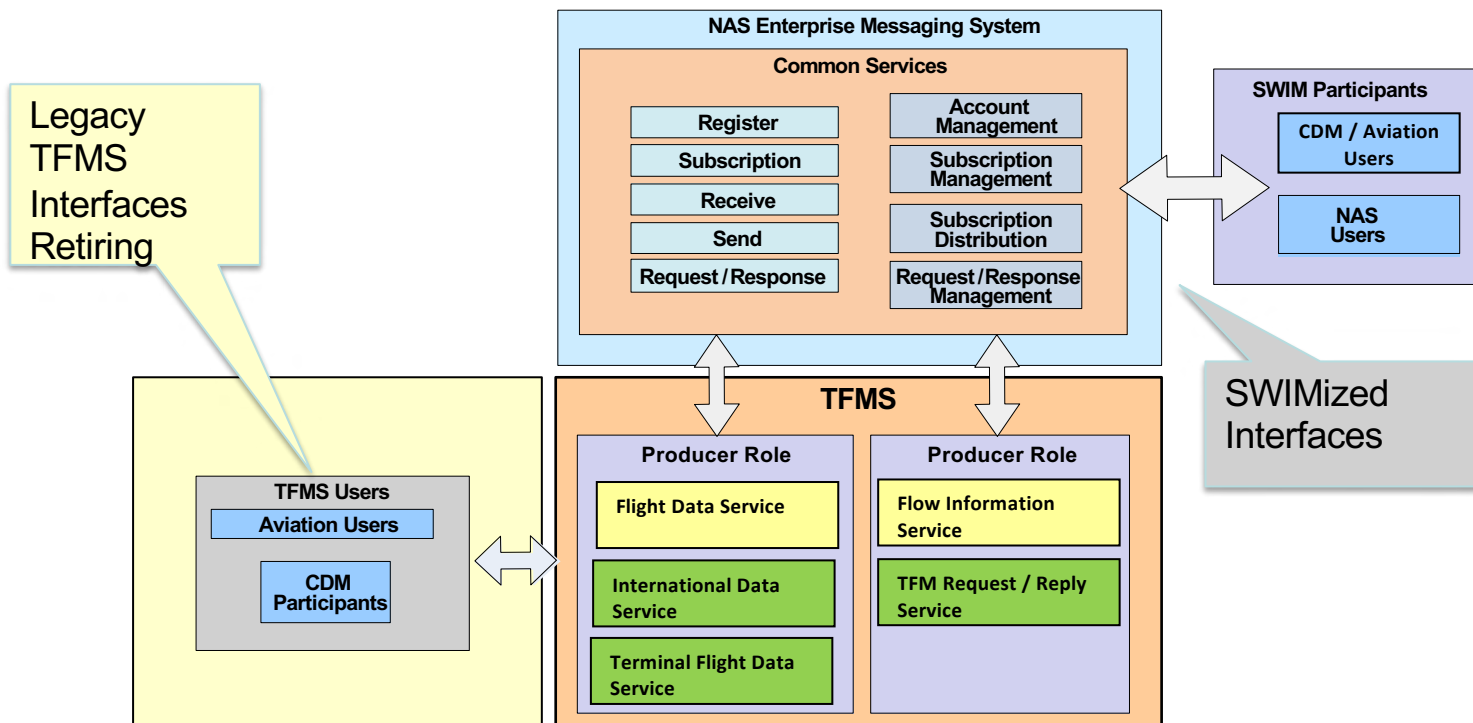 NAS Enterprise Messaging System
Common Services
Register
Subscription
Receive
Send
Request / Response
Account
Management
Subscription
Management
Subscription
Distribution
Request / Response
Management
SWIM Participants
CDM / Aviation
Users
NAS
Users
Legacy
TFMS
Interfaces
Retiring
SWIMized
Interfaces
TFMS Users
Aviation Users
CDM
Participants
TFMS
Producer Role
Flight Data Service
International Data
Service
Terminal Flight Data
Service
Producer Role
Flow Information
Service
TFM Request / Reply
Service